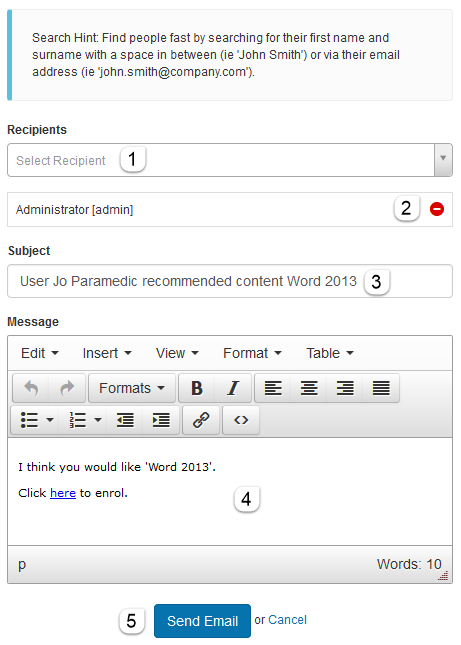 Search Hint: Find people fast by searching for their first name and
surname with a space in between (ie 'John Smith') or via their email
address (ie 'john.smith@company.com').
Recipients
Select Recipient 1
Administrator [admin] 2
Subject
User Jo Paramedic recommended content Word 2013 3
Message
Edit Insert View Format Table
Formats B I
1 2 3
I think you would like 'Word 2013'.
Click here to enrol.
4
p Words: 10
5 Send Email or Cancel